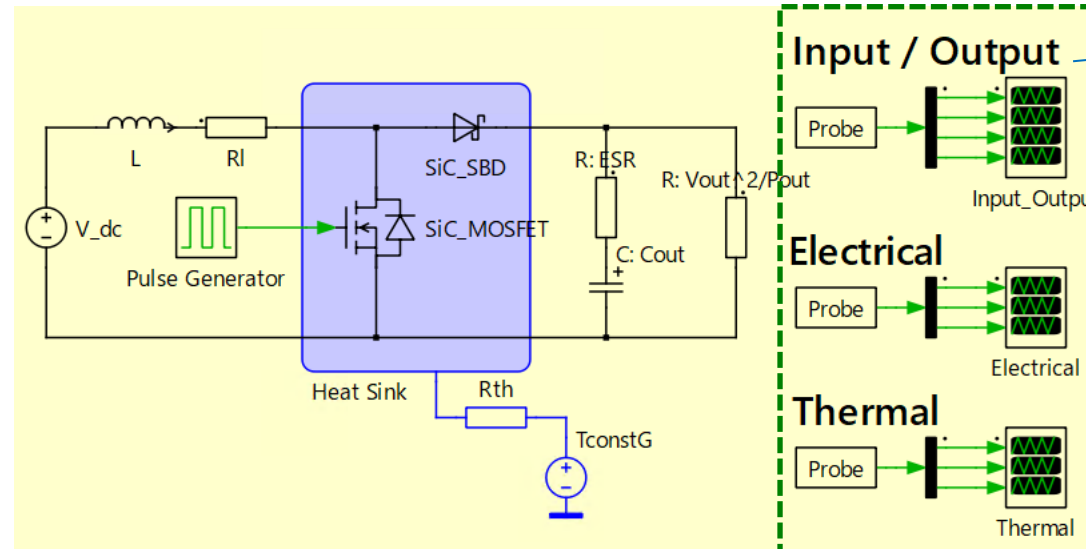 L
Rl
V_dc
Pulse Generator
SiC_SBD
SiC_MOSFET
R: ESR
C: Cout
R: Vout^2/Pout
Heat Sink
Rth
TconstG
Input / Output
Probe
Input_Outpu
Electrical
Probe
Electrical
Thermal
Probe
Thermal